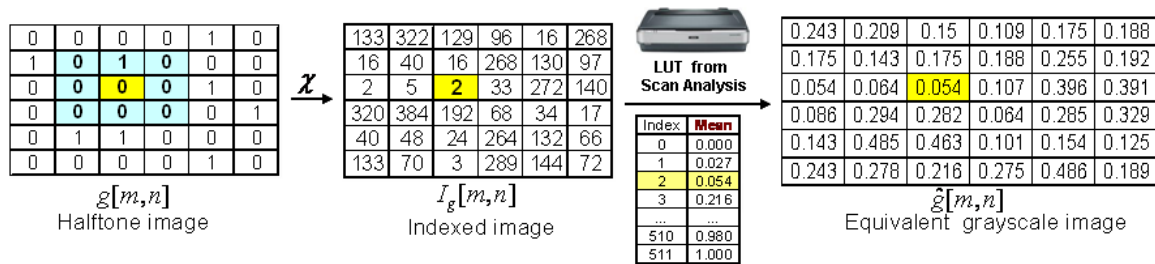 0 0 0 0 1 0
1 0 1 0 0 0
0 0 0 0 1 0
0 0 0 0 0 1
0 1 1 0 0 0
0 0 0 0 1 0
g[m,n]
Halftone image
χ
133 322 129 96 16 268
16 40 16 268 130 97
2 5 2 33 272 140
320 384 192 68 34 17
40 48 24 264 132 66
133 70 3 289 144 72
I_g[m,n]
Indexed image
LUT from
Scan Analysis
Index Mean
0 0.000
1 0.027
2 0.054
3 0.216
... ...
510 0.980
511 1.000
0.243 0.209 0.15 0.109 0.175 0.188
0.175 0.143 0.175 0.188 0.255 0.192
0.054 0.064 0.054 0.107 0.396 0.391
0.086 0.294 0.282 0.064 0.285 0.329
0.143 0.485 0.463 0.101 0.154 0.125
0.243 0.278 0.216 0.275 0.486 0.189
ĝ[m,n]
Equivalent grayscale image